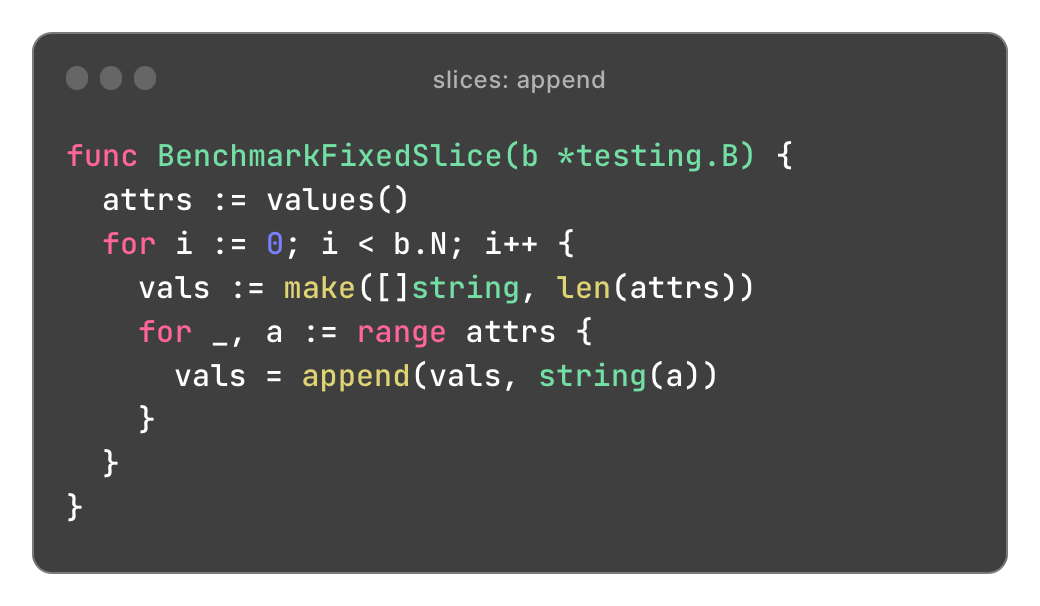 slices: append
func BenchmarkFixedSlice(b *testing.B) {
  attrs := values()
  for i := 0; i < b.N; i++ {
    vals := make([]string, len(attrs))
    for _, a := range attrs {
      vals = append(vals, string(a))
    }
  }
}